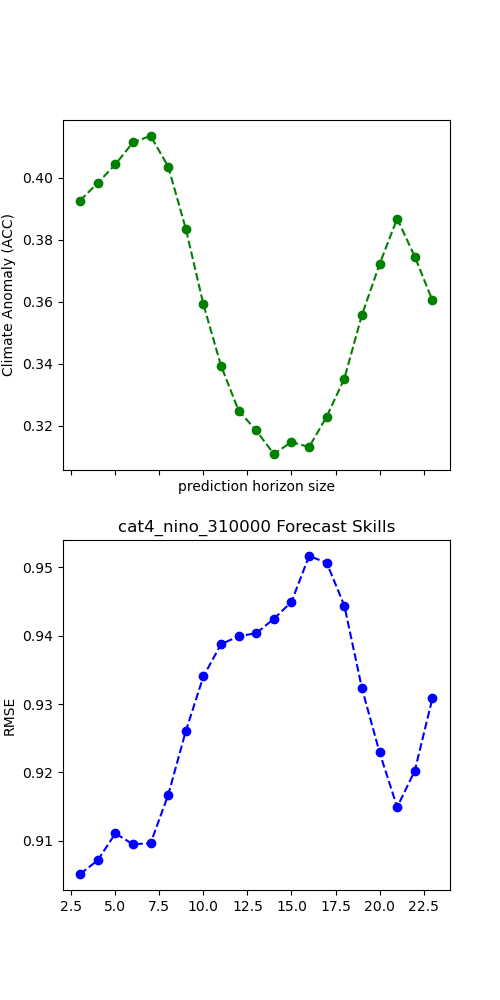 0.40
0.38
0.36
0.34
0.32
Climate Anomaly (ACC)
prediction horizon size
cat4_nino_310000 Forecast Skills
0.95
0.94
0.93
0.92
0.91
RMSE
2.5 5.0 7.5 10.0 12.5 15.0 17.5 20.0 22.5